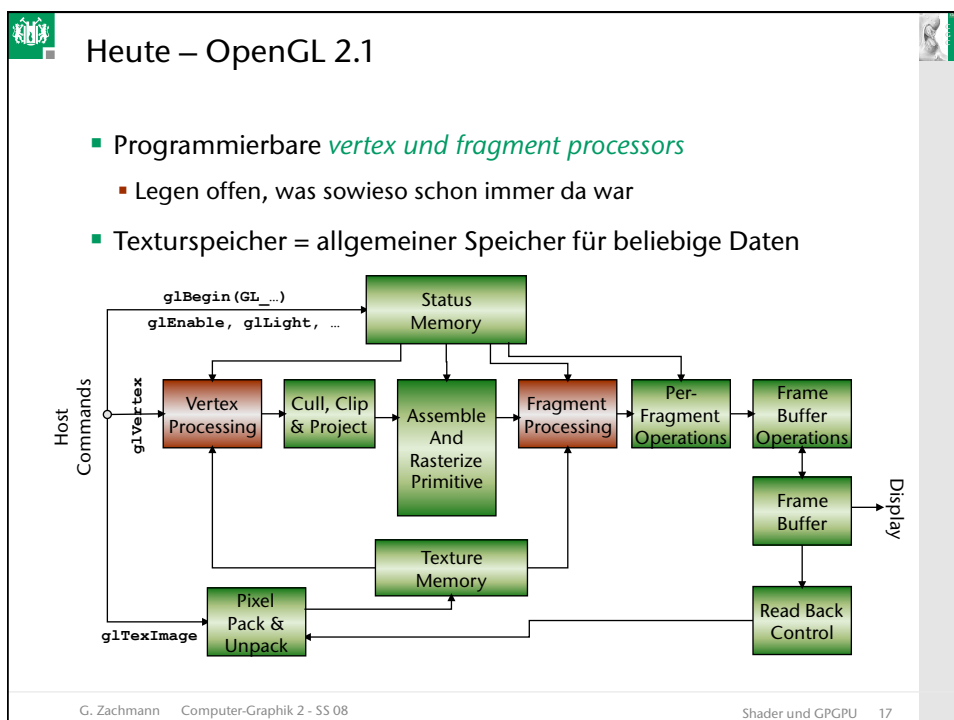 Heute – OpenGL 2.1
Programmierbare vertex und fragment processors
Legen offen, was sowieso schon immer da war
Texturspeicher = allgemeiner Speicher für beliebige Daten
glBegin(GL_…)
glEnable, glLight, …
Status
Memory
Host
Commands
glVertex
Vertex
Processing
Cull, Clip
& Project
Assemble
And
Rasterize
Primitive
Fragment
Processing
Per-
Fragment
Operations
Frame
Buffer
Operations
Frame
Buffer
Display
Texture
Memory
glTexImage
Pixel
Pack &
Unpack
Read Back
Control
G. Zachmann Computer-Graphik 2 - SS 08
Shader und GPGPU 17